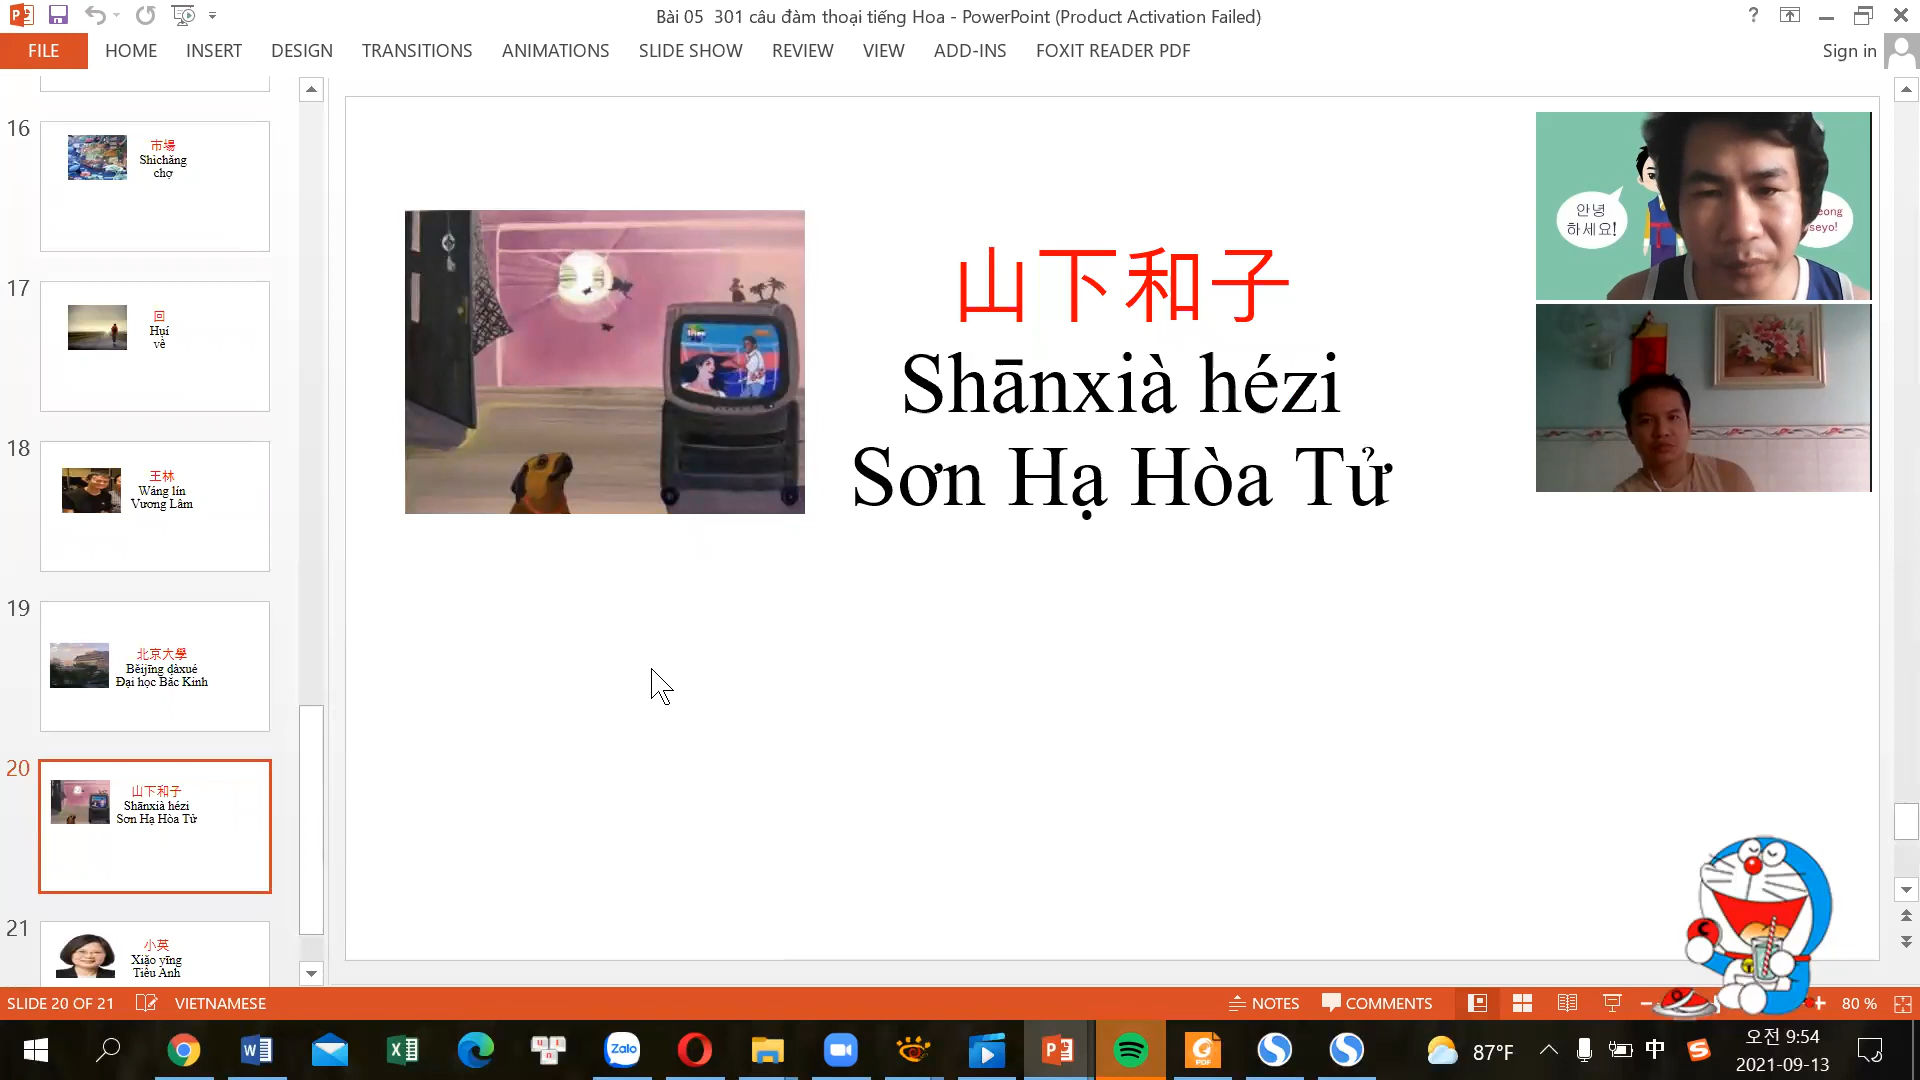 Bài 05  301 câu đàm thoại tiếng Hoa - PowerPoint (Product Activation Failed)
FILE HOME INSERT DESIGN TRANSITIONS ANIMATIONS SLIDE SHOW REVIEW VIEW ADD-INS FOXIT READER PDF Sign in
16
市場
Shìchǎng
chợ
17
回
Huí
về
18
王林
Wáng lín
Vương Lâm
19
北京大學
Běijīng dàxué
Đại học Bắc Kinh
20
山下和子
Shānxià hézi
Sơn Hạ Hòa Tử
21
小英
Xiǎo yīng
Tiểu Anh
山下和子
Shānxià hézi
Sơn Hạ Hòa Tử
안녕
하세요!
eong
seyo!
SLIDE 20 OF 21 VIETNAMESE NOTES COMMENTS 80 %
Zalo
87°F
中
오전 9:54
2021-09-13